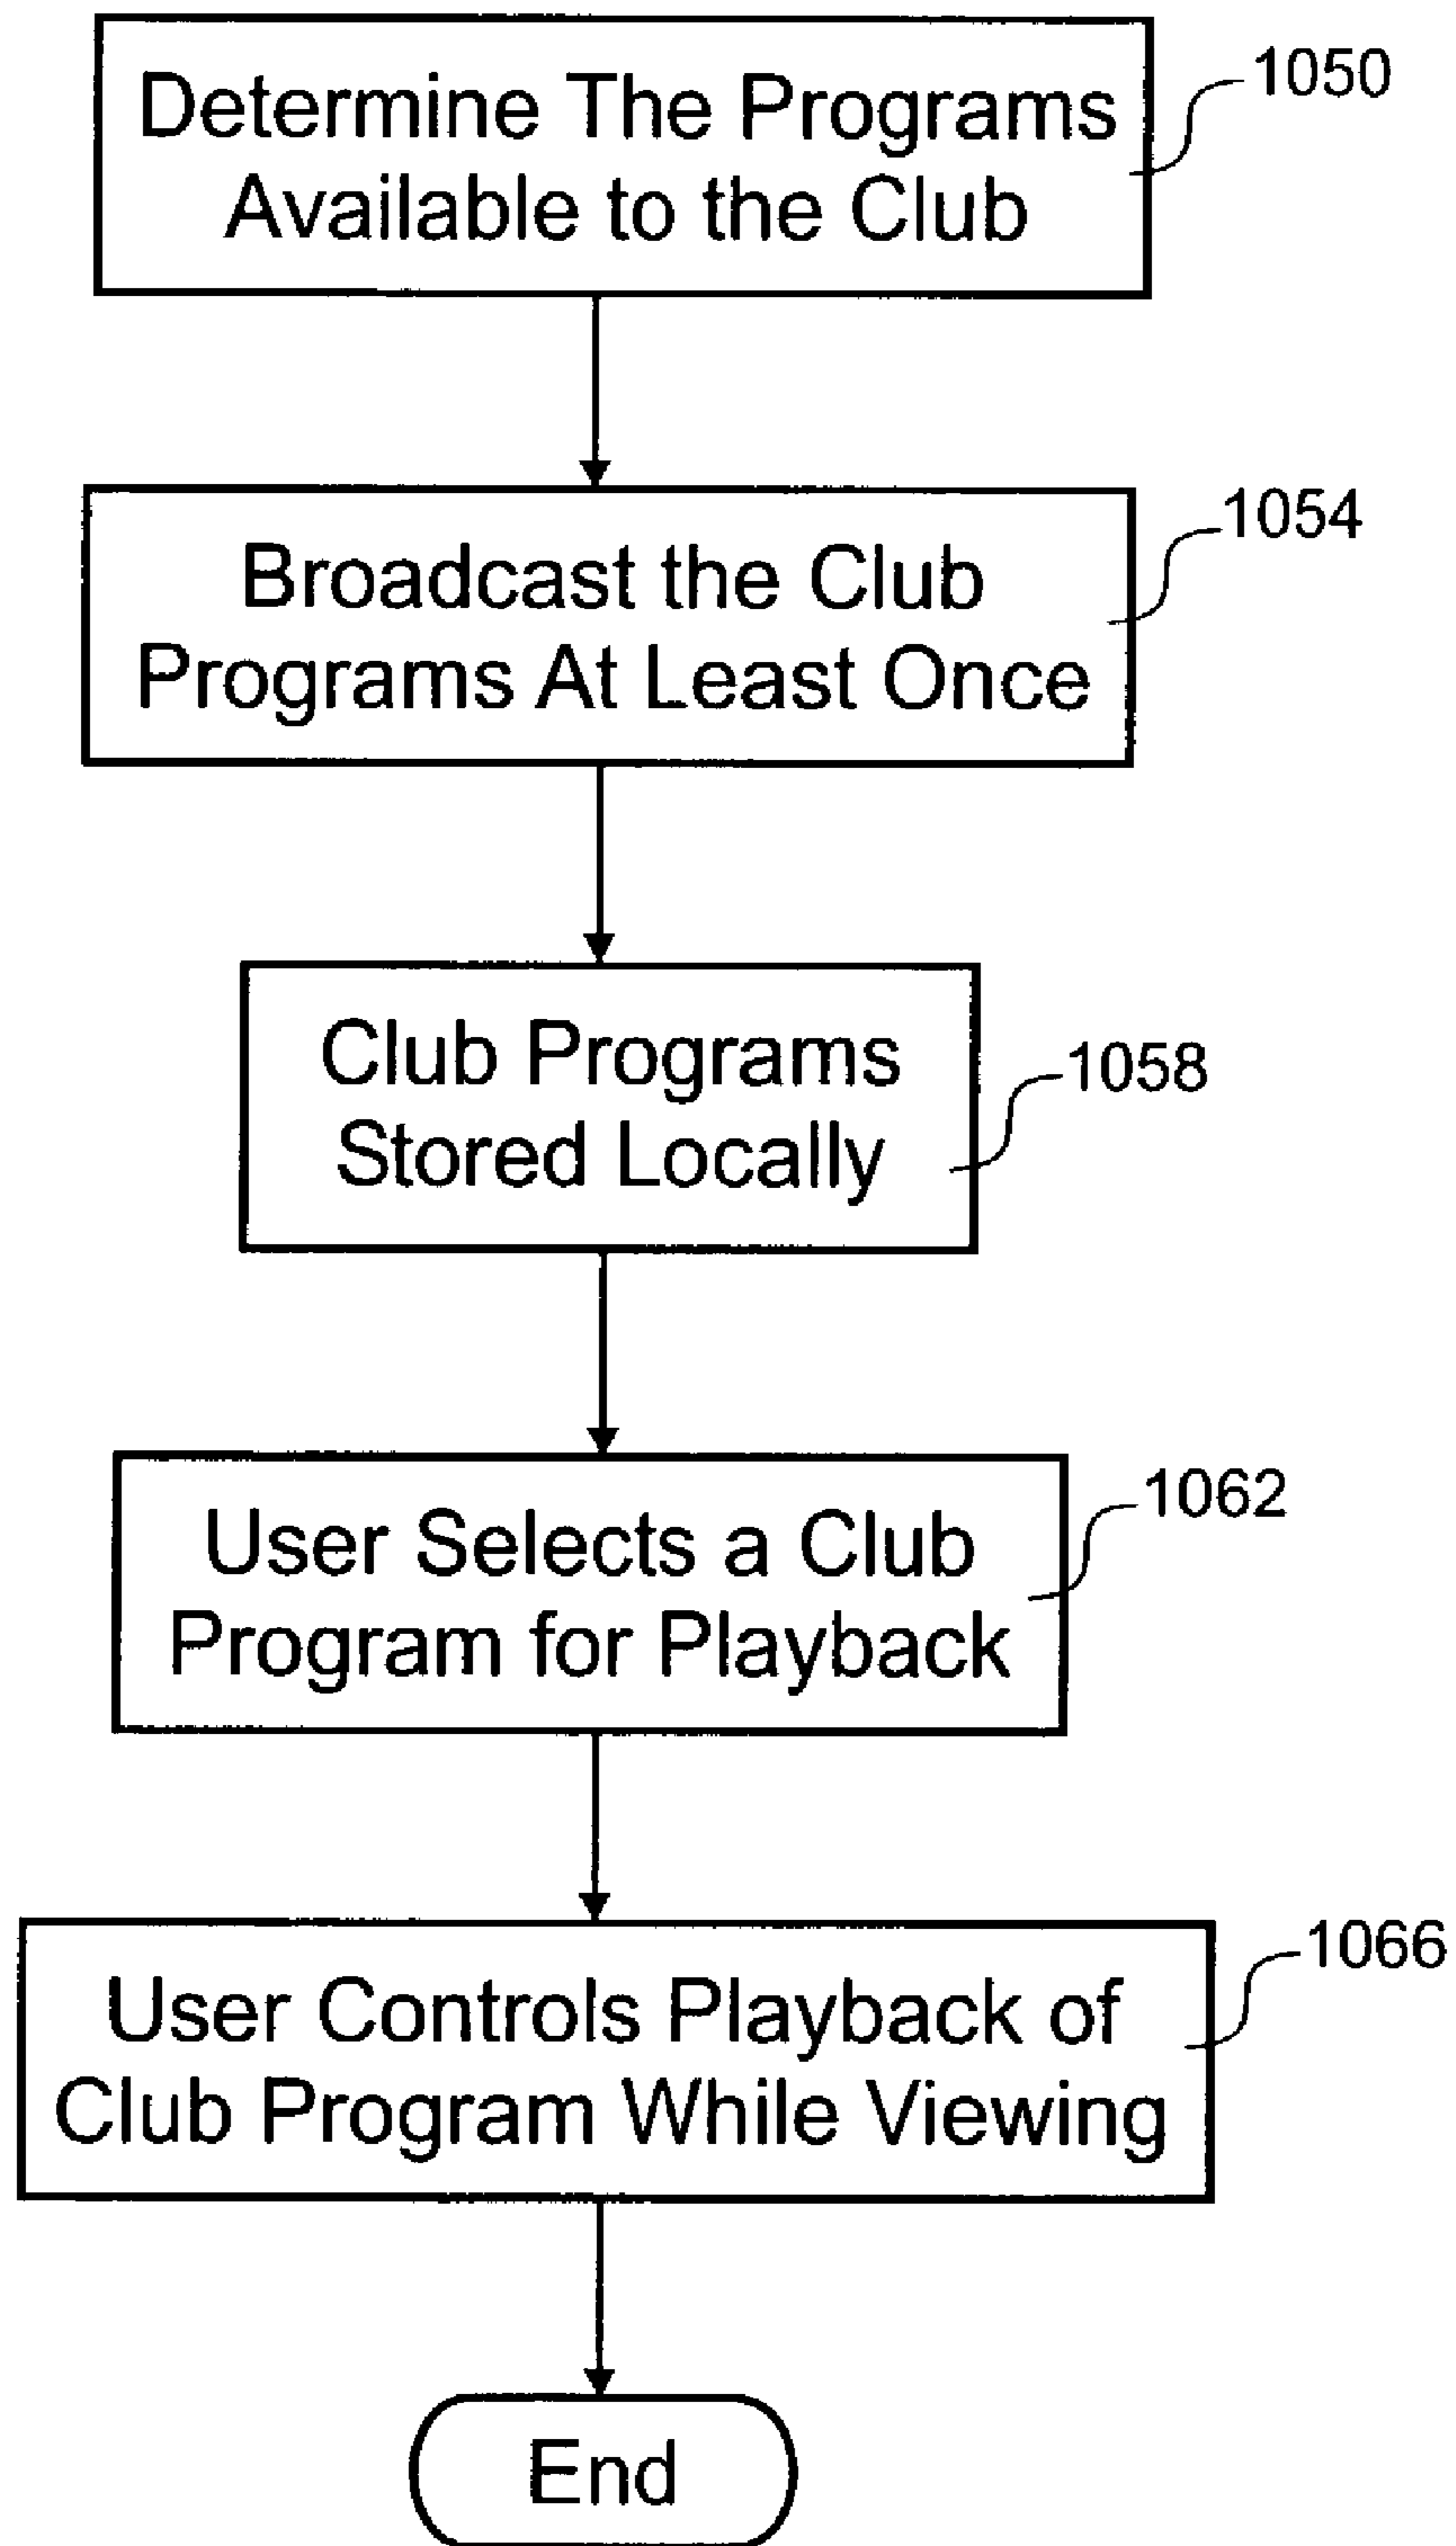 Determine The Programs
Available to the Club
1050
Broadcast the Club
Programs At Least Once
1054
Club Programs
Stored Locally
1058
User Selects a Club
Program for Playback
1062
User Controls Playback of
Club Program While Viewing
1066
End